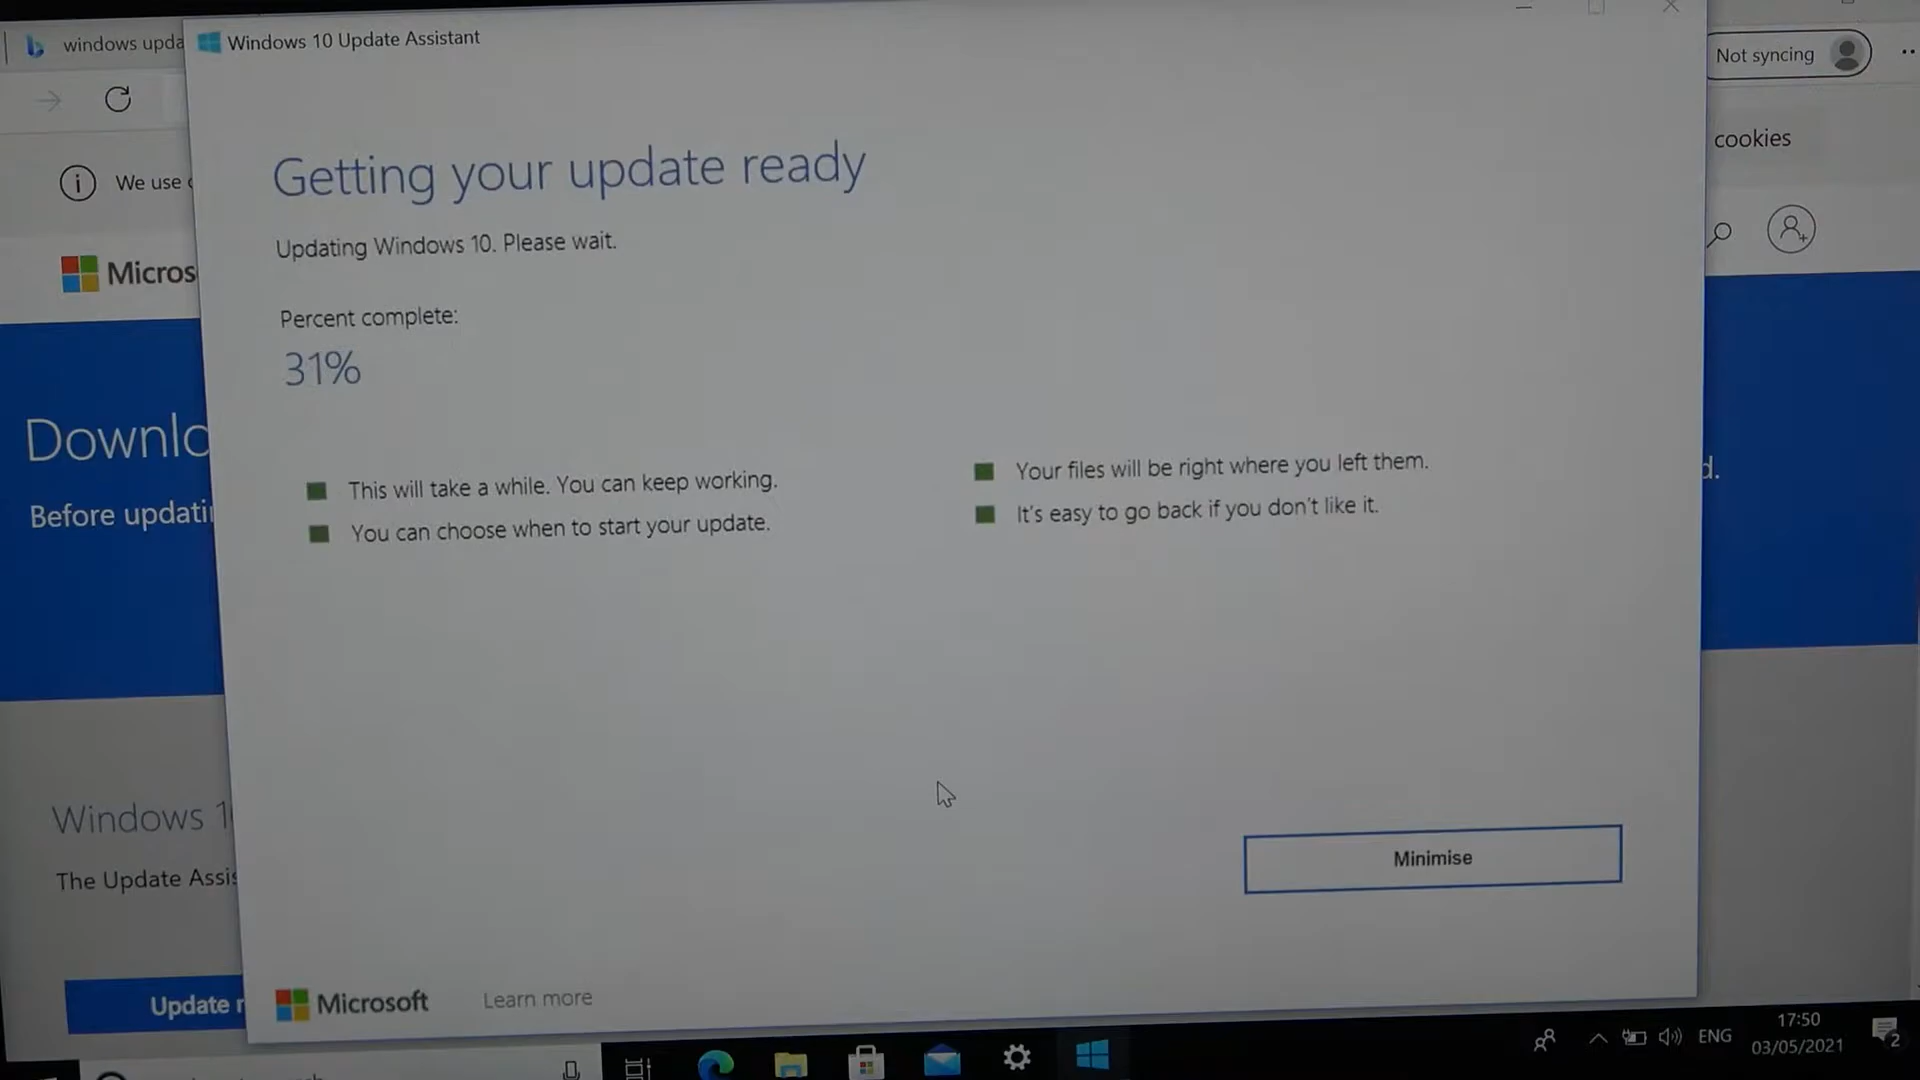 windows upda
Windows 10 Update Assistant
Not syncing
We use
cookies
Getting your update ready
Updating Windows 10. Please wait.
Micros
Percent complete:
31%
Downlo
Before updati
d.
This will take a while. You can keep working.
You can choose when to start your update.
Your files will be right where you left them.
It's easy to go back if you don't like it.
Windows 1
The Update Assis
Minimise
Update
Microsoft
Learn more
ENG
17:50
03/05/2021
2